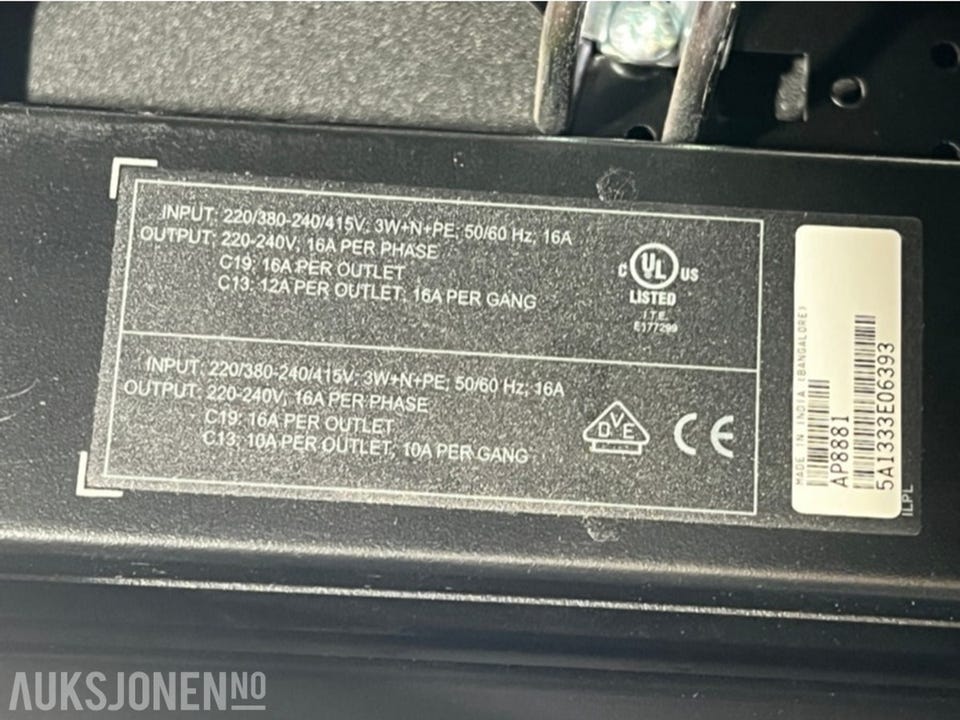 INPUT: 220/380-240/415V; 3W+N+PE; 50/60 Hz; 16A
OUTPUT: 220-240V, 16A PER PHASE
C19: 16A PER OUTLET
C13: 12A PER OUTLET; 16A PER GANG
C UL US
LISTED
I.T.E.
E177299
INPUT: 220/380-240/415V; 3W+N+PE; 50/60 Hz; 16A
OUTPUT: 220-240V, 16A PER PHASE
C19: 16A PER OUTLET
C13: 10A PER OUTLET; 10A PER GANG
DVE
CE
MADE IN INDIA (BANGALORE)
AP8881
5A1333E06393
ILPL
AUKSJONEN NO